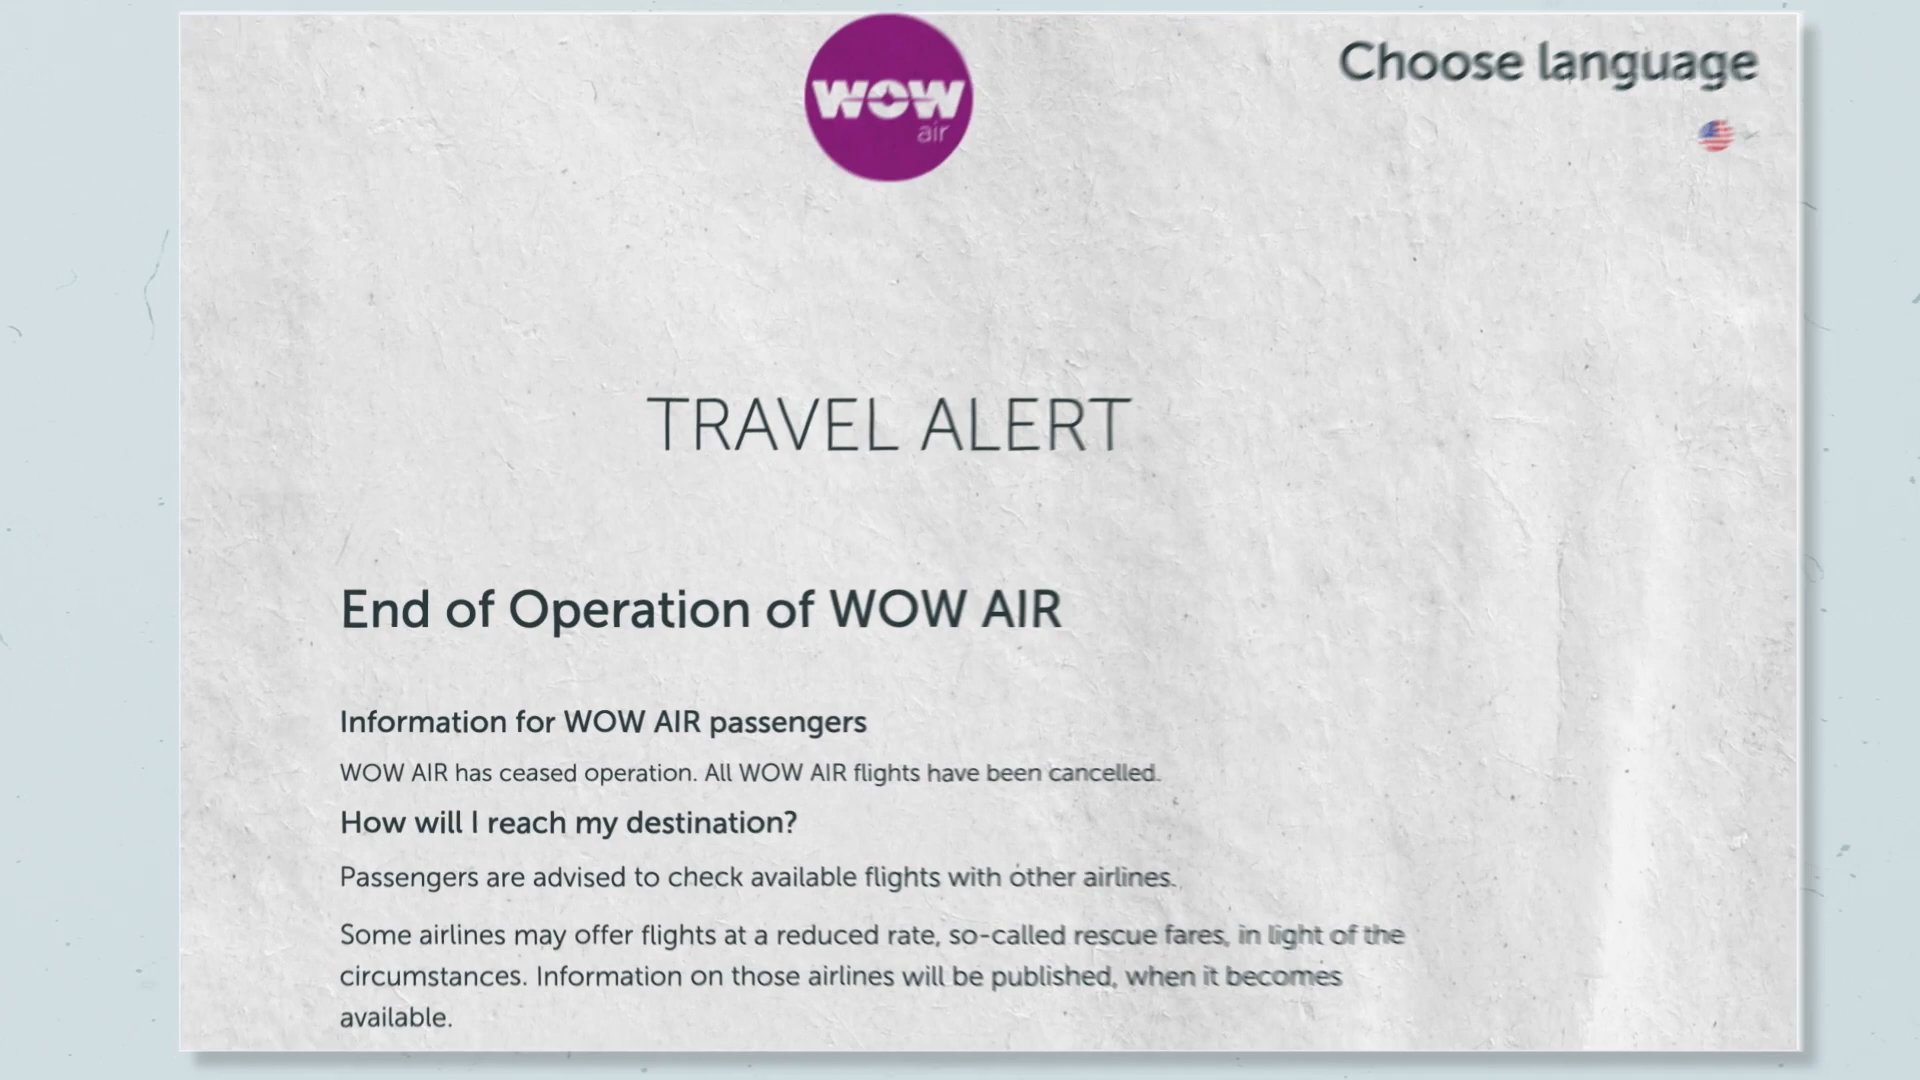 WOW
air
Choose language
TRAVEL ALERT
End of Operation of WOW AIR
Information for WOW AIR passengers
WOW AIR has ceased operation. All WOW AIR flights have been cancelled.
How will I reach my destination?
Passengers are advised to check available flights with other airlines.
Some airlines may offer flights at a reduced rate, so-called rescue fares, in light of the
circumstances. Information on those airlines will be published, when it becomes
available.